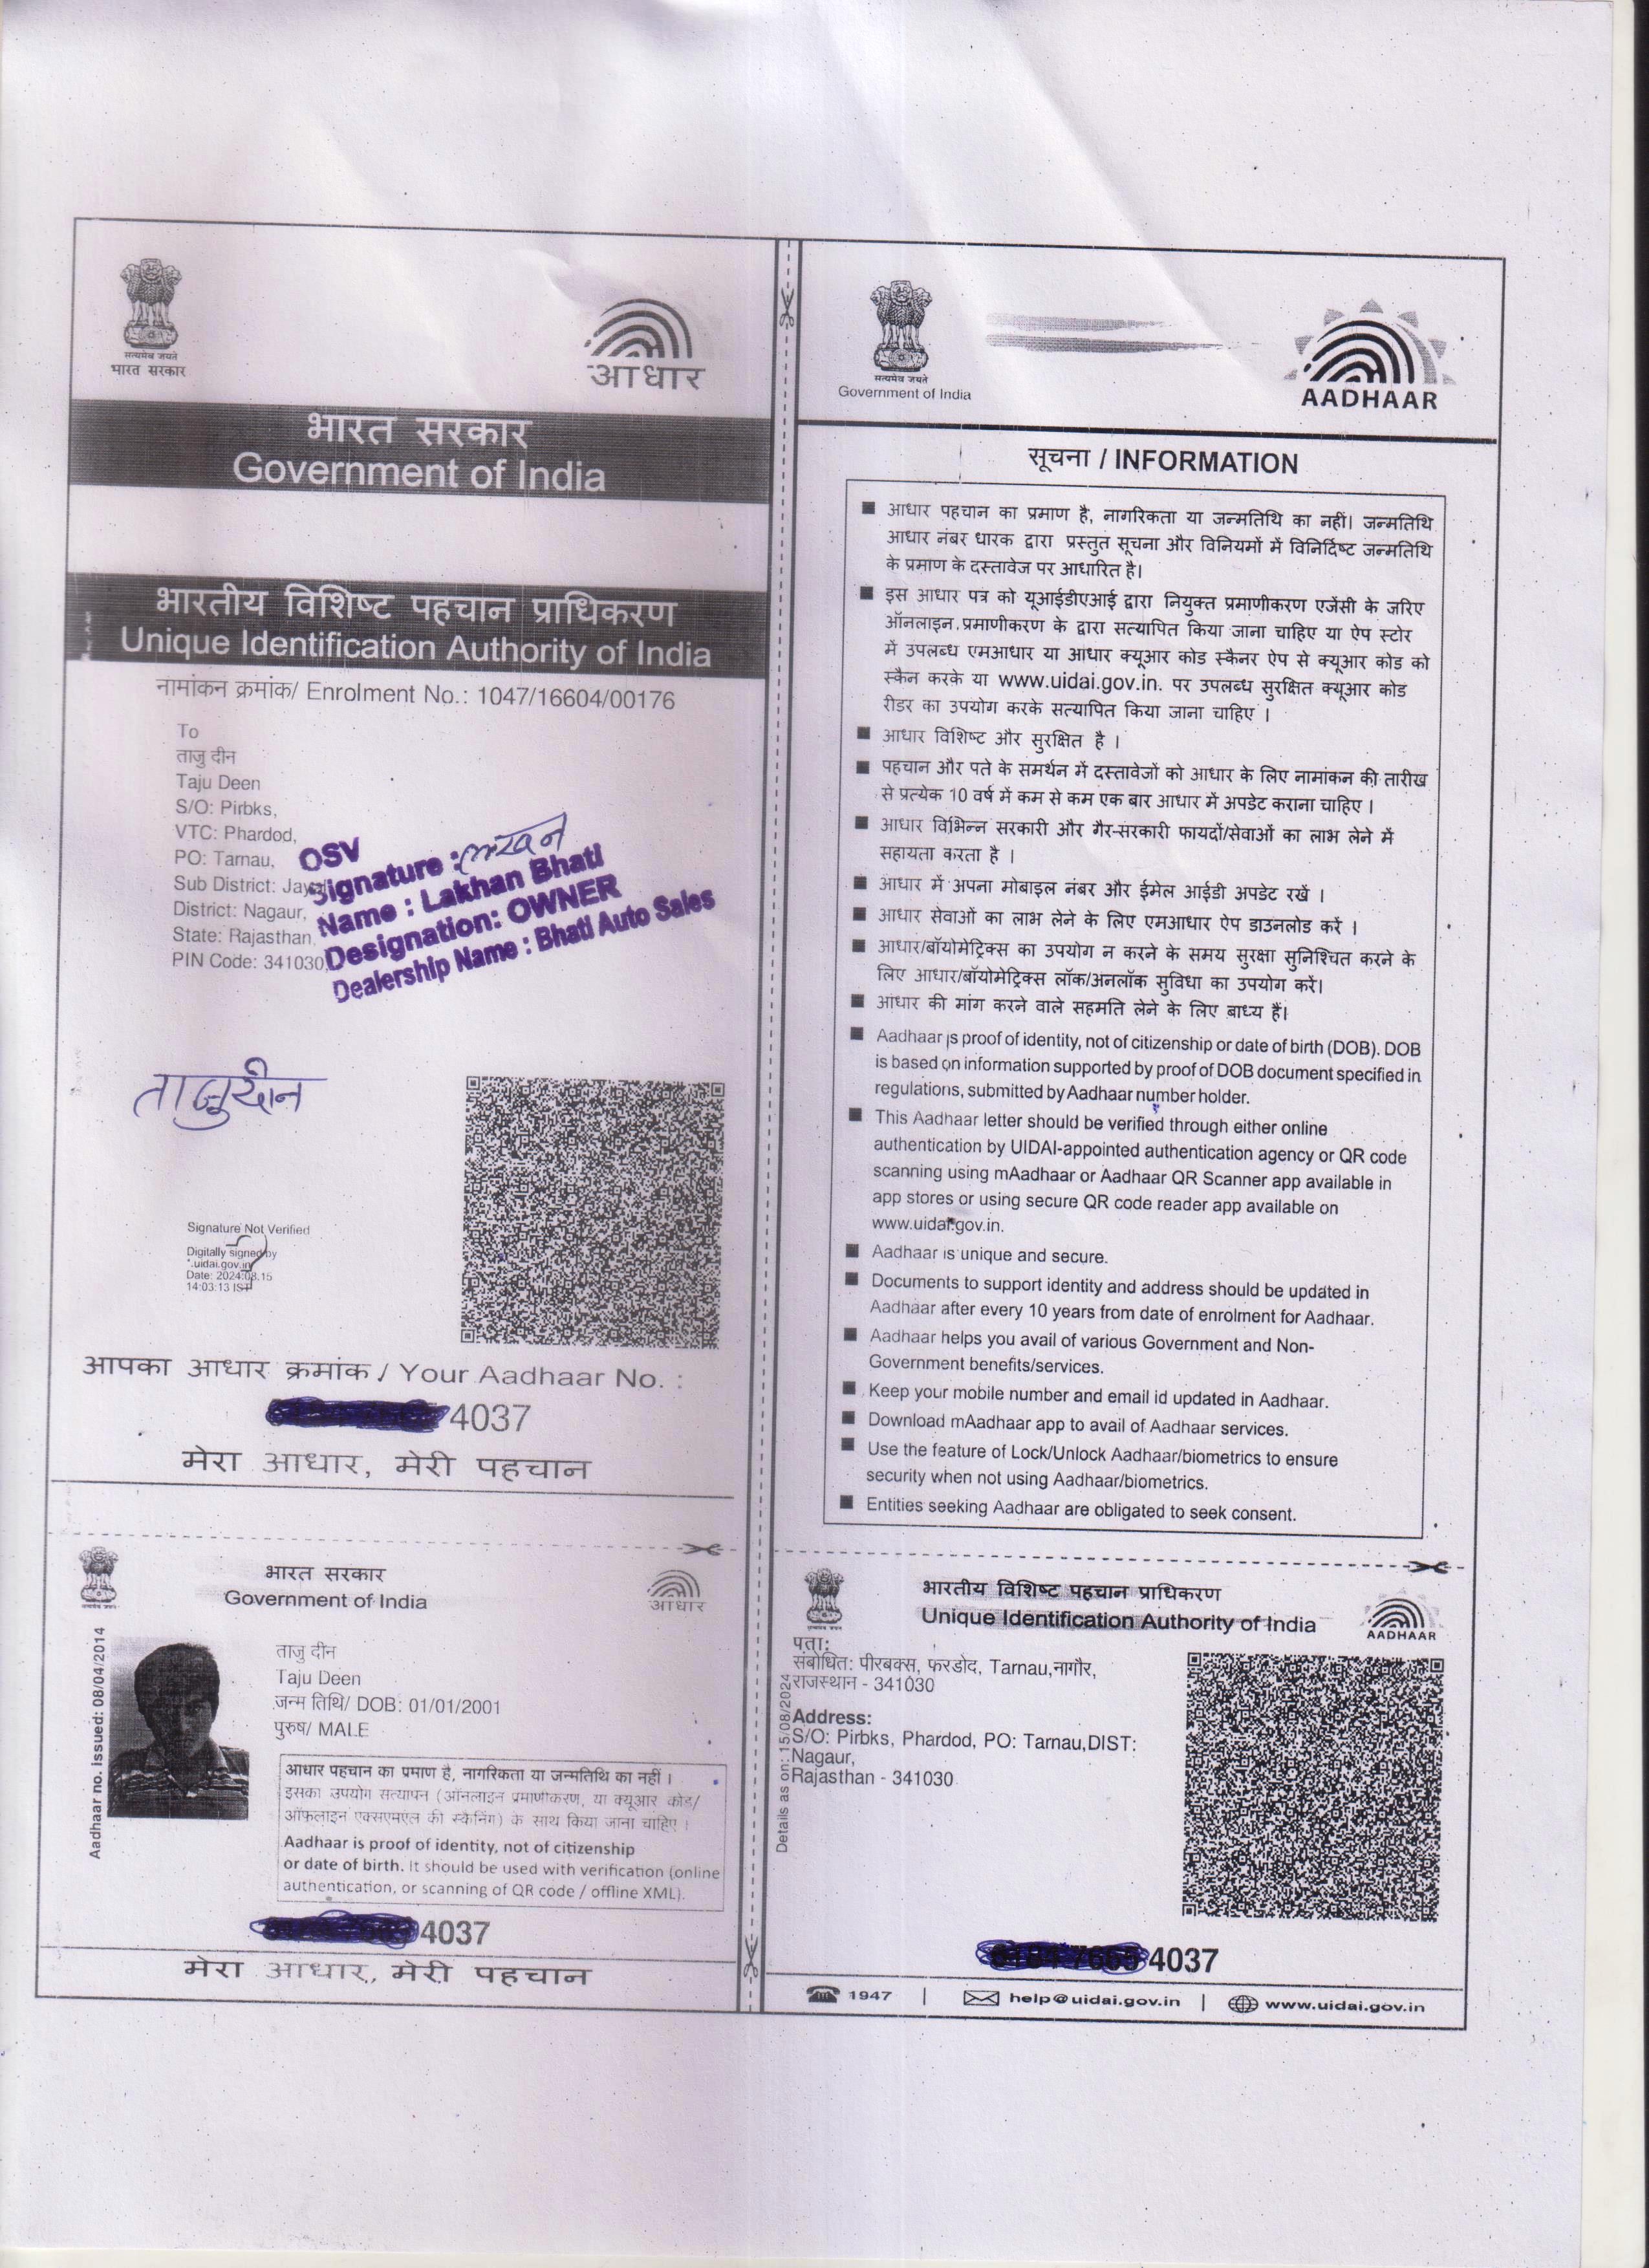 सत्यमेव जयते
भारत सरकार
आधार
भारत सरकार
Government of India
भारतीय विशिष्ट पहचान प्राधिकरण
Unique Identification Authority of India
नामांकन क्रमांक/ Enrolment No.: 1047/16604/00176
To
ताजु दीन
Taju Deen
S/O: Pirbks,
VTC: Phardod,
PO: Tarnau,
Sub District:
District: Nagaur,
State: Rajasthan,
PIN Code: 341030
OSV
Signature : लखन
Name : Lakhan Bhati
Designation: OWNER
Dealership Name : Bhati Auto Sales
ताजुदीन
Signature Not Verified
Digitally signed by
*.uidai.gov.in
Date: 2024.08.15
14:03:13 IST
आपका आधार क्रमांक / Your Aadhaar No. :
4037
मेरा आधार, मेरी पहचान
भारत सरकार
Government of India
आधार
Aadhaar no. issued: 08/04/2014
ताजु दीन
Taju Deen
जन्म तिथि/ DOB: 01/01/2001
पुरुष/ MALE
आधार पहचान का प्रमाण है, नागरिकता या जन्मतिथि का नहीं ।
इसका उपयोग सत्यापन (ऑनलाइन प्रमाणीकरण, या क्यूआर कोड/
ऑफलाइन एक्सएमएल की स्कैनिंग) के साथ किया जाना चाहिए ।
Aadhaar is proof of identity, not of citizenship
or date of birth. It should be used with verification (online
authentication, or scanning of QR code / offline XML).
4037
मेरा आधार, मेरी पहचान
सत्यमेव जयते
Government of India
AADHAAR
सूचना / INFORMATION
■ आधार पहचान का प्रमाण है, नागरिकता या जन्मतिथि का नहीं। जन्मतिथि
आधार नंबर धारक द्वारा प्रस्तुत सूचना और विनियमों में विनिर्दिष्ट जन्मतिथि
के प्रमाण के दस्तावेज पर आधारित है।
■ इस आधार पत्र को यूआईडीएआई द्वारा नियुक्त प्रमाणीकरण एजेंसी के जरिए
ऑनलाइन प्रमाणीकरण के द्वारा सत्यापित किया जाना चाहिए या ऐप स्टोर
में उपलब्ध एमआधार या आधार क्यूआर कोड स्कैनर ऐप से क्यूआर कोड को
स्कैन करके या www.uidai.gov.in. पर उपलब्ध सुरक्षित क्यूआर कोड
रीडर का उपयोग करके सत्यापित किया जाना चाहिए ।
■ आधार विशिष्ट और सुरक्षित है ।
■ पहचान और पते के समर्थन में दस्तावेजों को आधार के लिए नामांकन की तारीख
से प्रत्येक 10 वर्ष में कम से कम एक बार आधार में अपडेट कराना चाहिए ।
■ आधार विभिन्न सरकारी और गैर-सरकारी फायदों/सेवाओं का लाभ लेने में
सहायता करता है ।
■ आधार में अपना मोबाइल नंबर और ईमेल आईडी अपडेट रखें ।
■ आधार सेवाओं का लाभ लेने के लिए एमआधार ऐप डाउनलोड करें ।
■ आधार/बॉयोमेट्रिक्स का उपयोग न करने के समय सुरक्षा सुनिश्चित करने के
लिए आधार/बॉयोमेट्रिक्स लॉक/अनलॉक सुविधा का उपयोग करें।
■ आधार की मांग करने वाले सहमति लेने के लिए बाध्य हैं।
■ Aadhaar is proof of identity, not of citizenship or date of birth (DOB). DOB
is based on information supported by proof of DOB document specified in
regulations, submitted by Aadhaar number holder.
■ This Aadhaar letter should be verified through either online
authentication by UIDAI-appointed authentication agency or QR code
scanning using mAadhaar or Aadhaar QR Scanner app available in
app stores or using secure QR code reader app available on
www.uidai.gov.in.
■ Aadhaar is unique and secure.
■ Documents to support identity and address should be updated in
Aadhaar after every 10 years from date of enrolment for Aadhaar.
■ Aadhaar helps you avail of various Government and Non-
Government benefits/services.
■ Keep your mobile number and email id updated in Aadhaar.
■ Download mAadhaar app to avail of Aadhaar services.
■ Use the feature of Lock/Unlock Aadhaar/biometrics to ensure
security when not using Aadhaar/biometrics.
■ Entities seeking Aadhaar are obligated to seek consent.
भारतीय विशिष्ट पहचान प्राधिकरण
Unique Identification Authority of India
AADHAAR
Details as on: 15/08/2024
पता:
संबोधित: पीरबक्स, फरडोद, Tarnau,नागौर,
राजस्थान - 341030
Address:
S/O: Pirbks, Phardod, PO: Tarnau,DIST:
Nagaur,
Rajasthan - 341030
4037
1947 | help@uidai.gov.in | www.uidai.gov.in